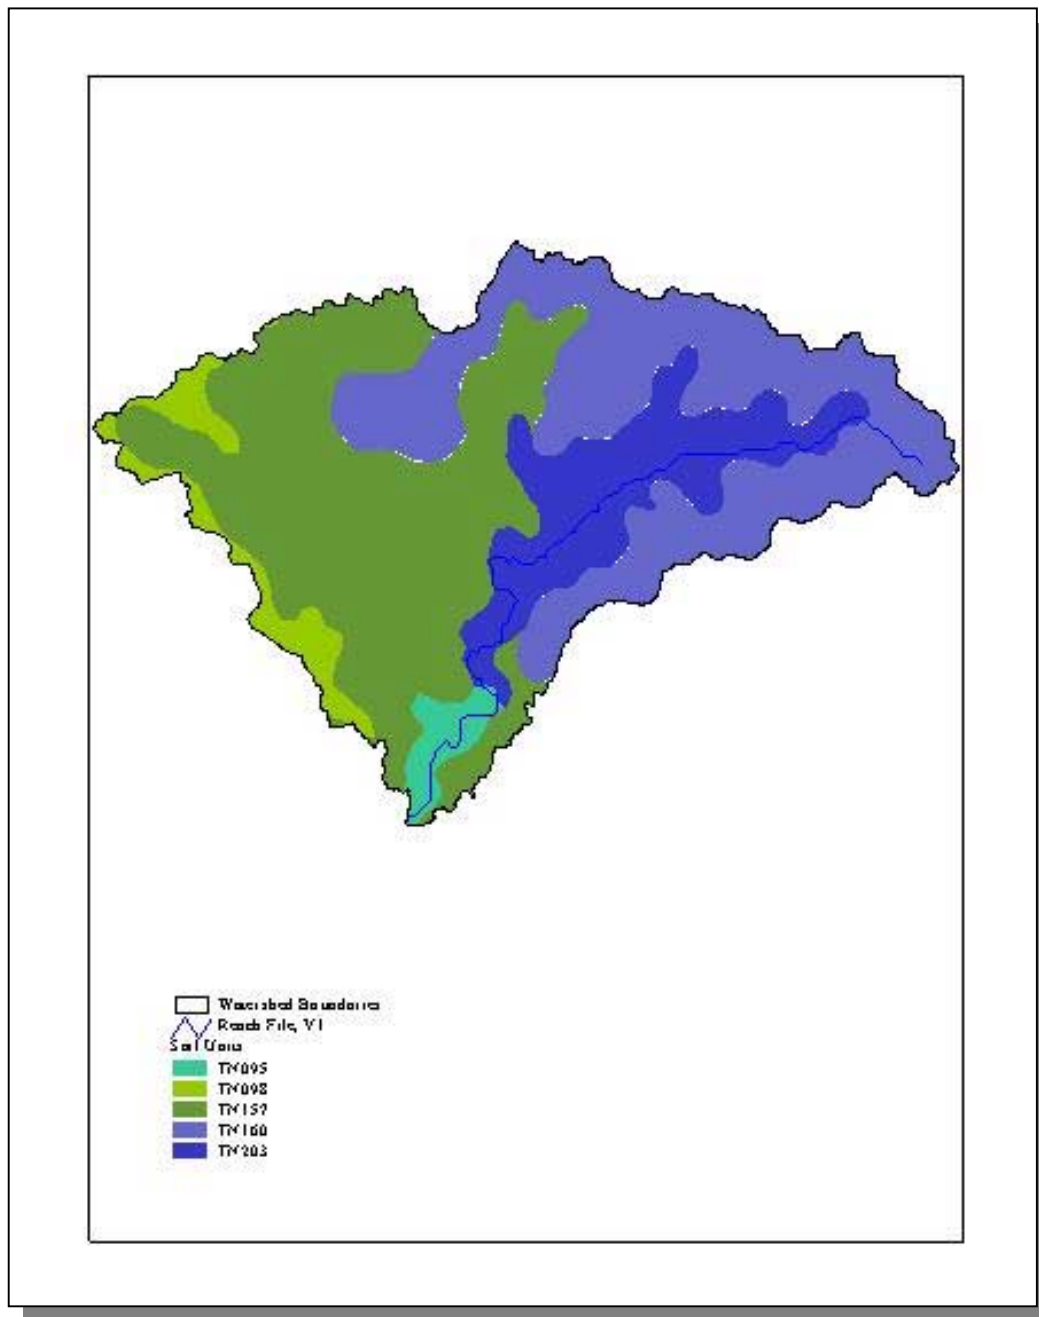 Watershed Boundaries
Reach File, V1
Soil Units
TN095
TN098
TN157
TN160
TN203